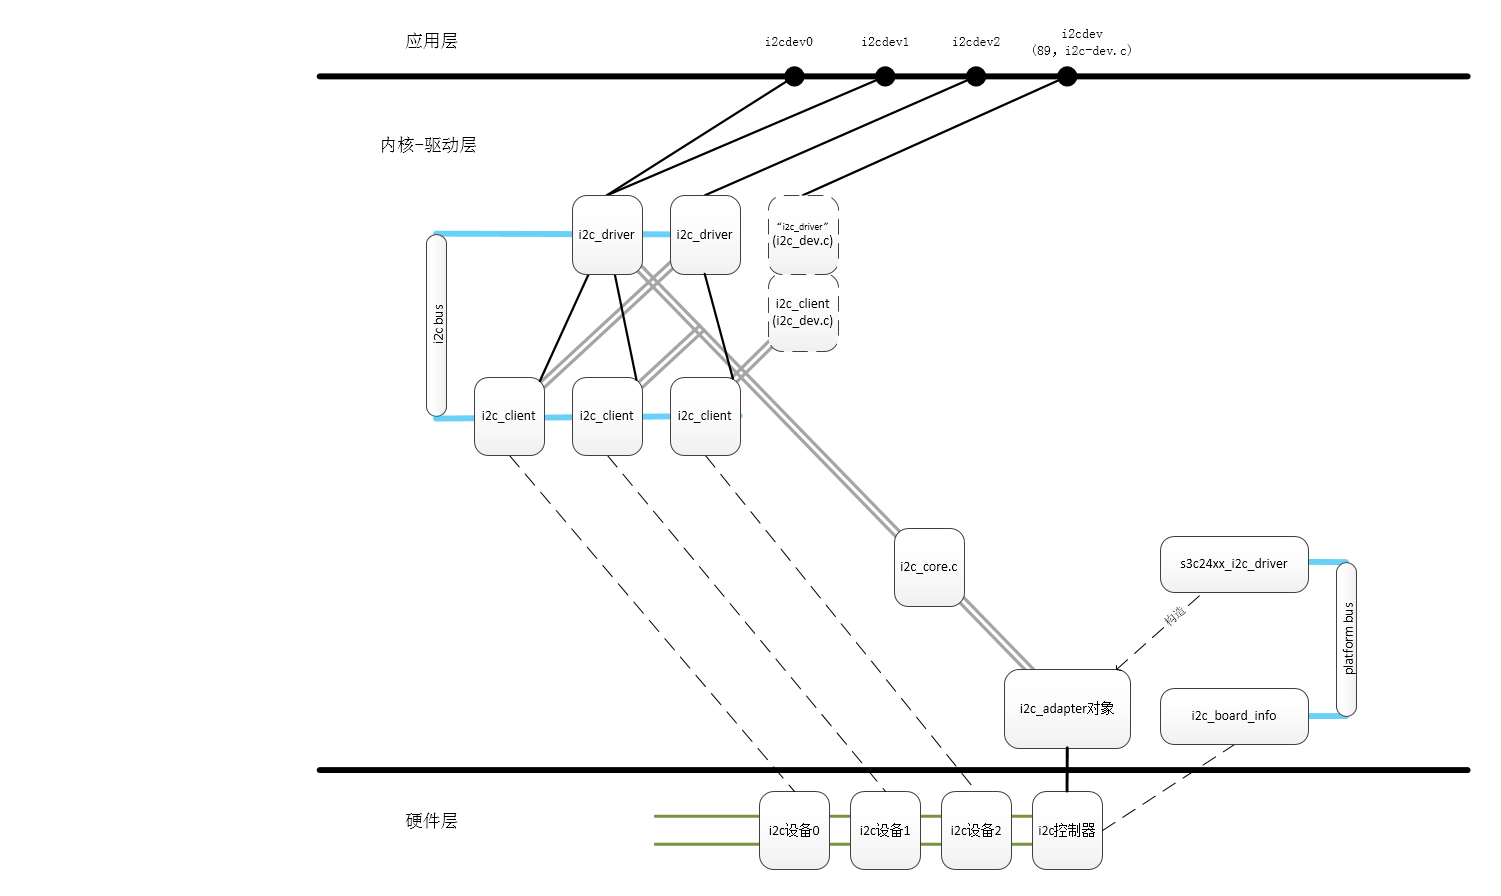 应用层
i2cdev0
i2cdev1
i2cdev2
i2cdev
(89, i2c-dev.c)
内核-驱动层
i2c_driver
i2c_driver
“i2c_driver”
(i2c_dev.c)
i2c bus
i2c_client
(i2c_dev.c)
i2c_client
i2c_client
i2c_client
i2c_core.c
s3c24xx_i2c_driver
构造
platform bus
i2c_adapter对象
i2c_board_info
硬件层
i2c设备0
i2c设备1
i2c设备2
i2c控制器